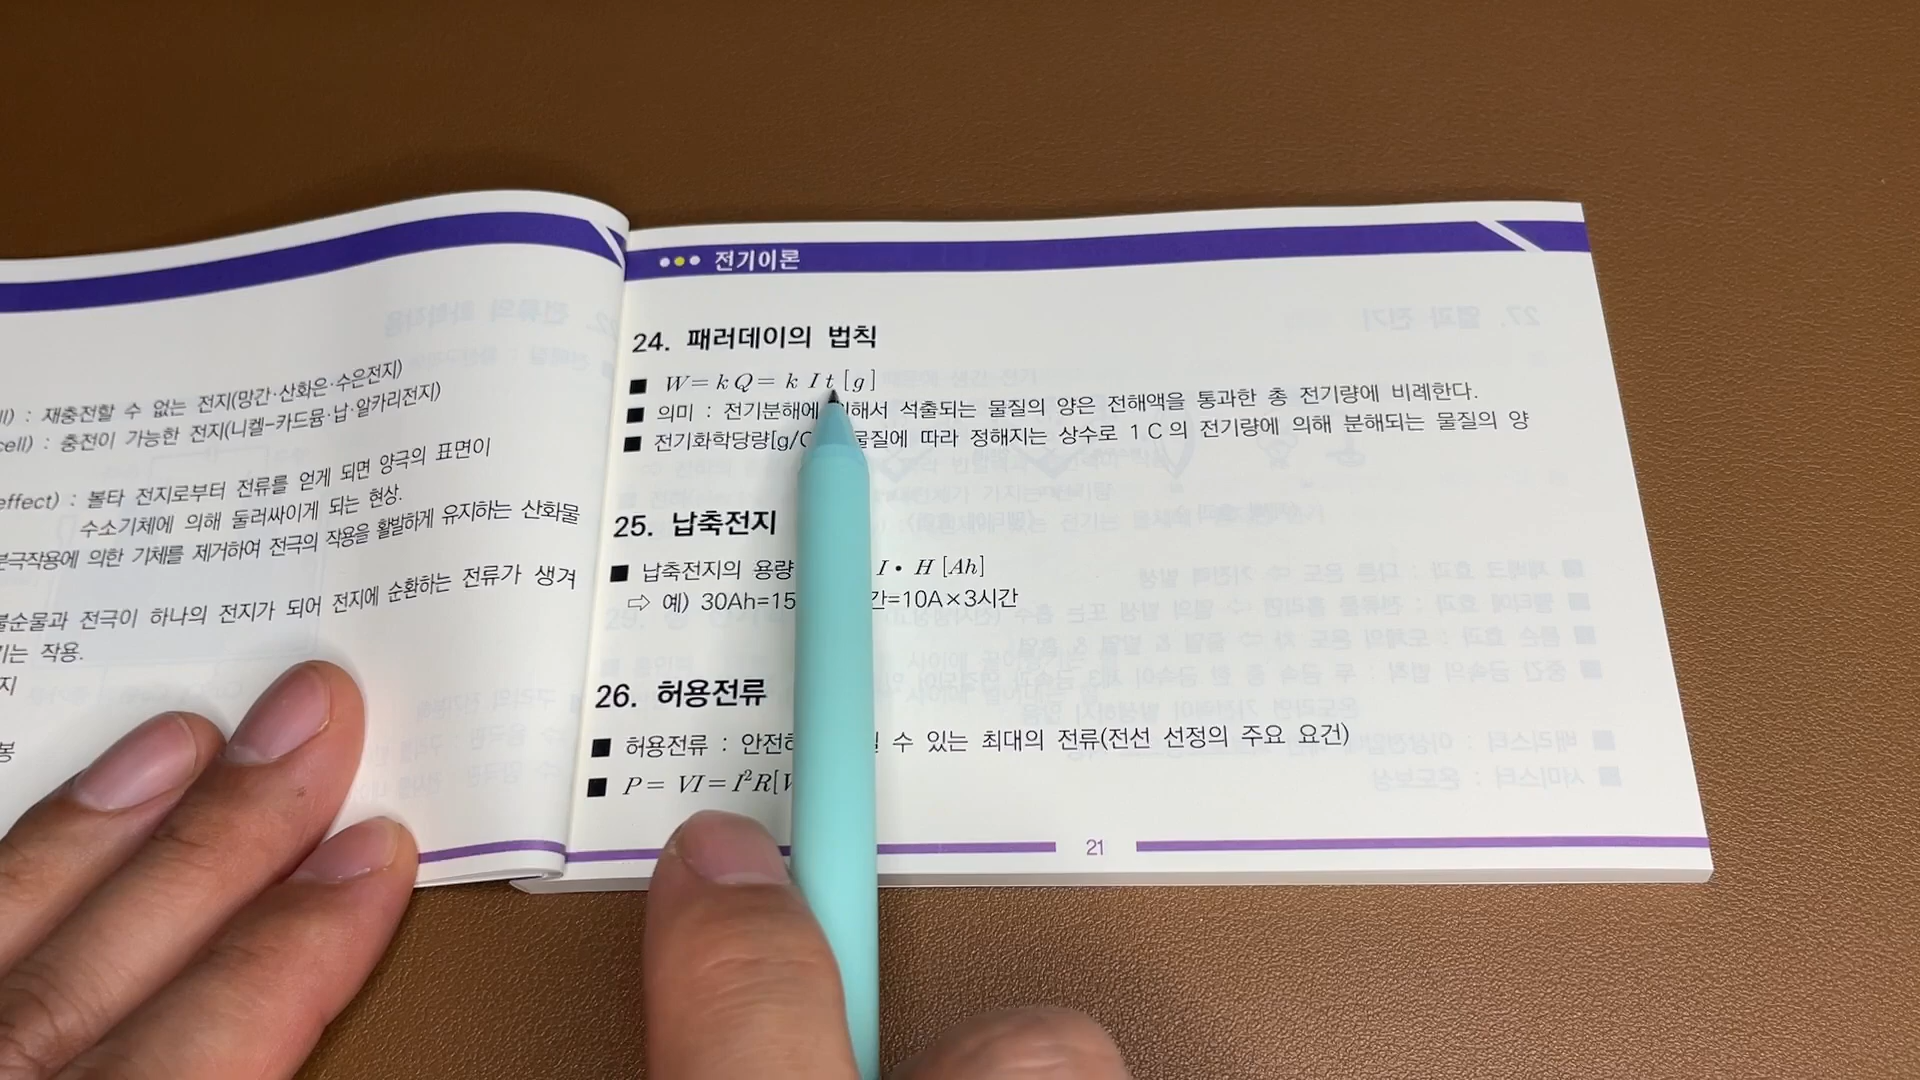 ll) : 재충전할 수 없는 전지(망간·산화은·수은전지)
cell) : 충전이 가능한 전지(니켈-카드뮴·납·알카리전지)
effect) : 볼타 전지로부터 전류를 얻게 되면 양극의 표면이
수소기체에 의해 둘러싸이게 되는 현상.
분극작용에 의한 기체를 제거하여 전극의 작용을 활발하게 유지하는 산화물
불순물과 전극이 하나의 전지가 되어 전지에 순환하는 전류가 생겨
기는 작용.
지
봉
전기이론
24. 패러데이의 법칙
■ W= k Q= k I t [g]
■ 의미 : 전기분해에 의해서 석출되는 물질의 양은 전해액을 통과한 총 전기량에 비례한다.
■ 전기화학당량[g/C 물질에 따라 정해지는 상수로 1 C 의 전기량에 의해 분해되는 물질의 양
25. 납축전지
■ 납축전지의 용량 I • H [Ah]
⇨ 예) 30Ah=15 간=10A×3시간
26. 허용전류
■ 허용전류 : 안전하 수 있는 최대의 전류(전선 선정의 주요 요건)
■ P= VI=I²R[
21